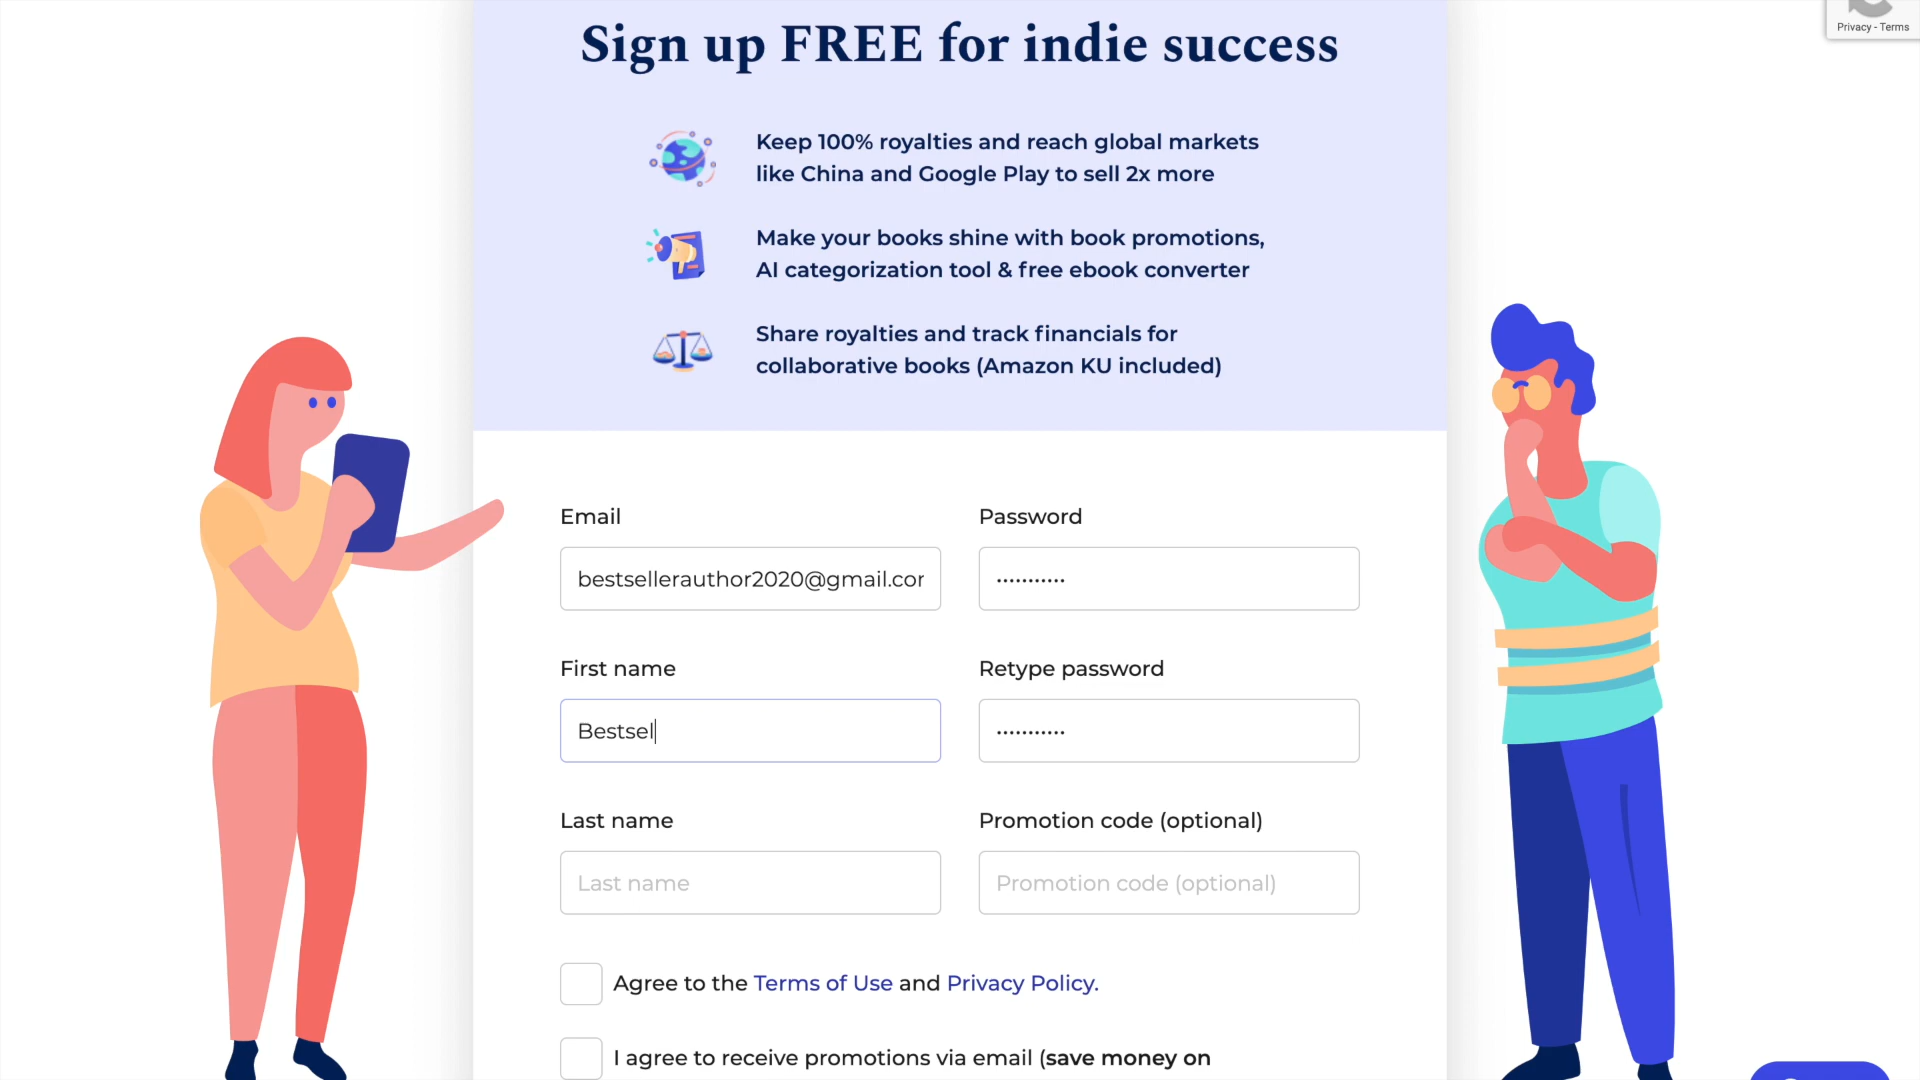 Sign up FREE for indie success
Privacy - Terms
Keep 100% royalties and reach global markets
like China and Google Play to sell 2x more
Make your books shine with book promotions,
AI categorization tool & free ebook converter
Share royalties and track financials for
collaborative books (Amazon KU included)
Email
Password
bestsellerauthor2020@gmail.cor
•••••••••••
First name
Retype password
Bestsel
•••••••••••
Last name
Promotion code (optional)
Last name
Promotion code (optional)
Agree to the Terms of Use and Privacy Policy.
I agree to receive promotions via email (save money on